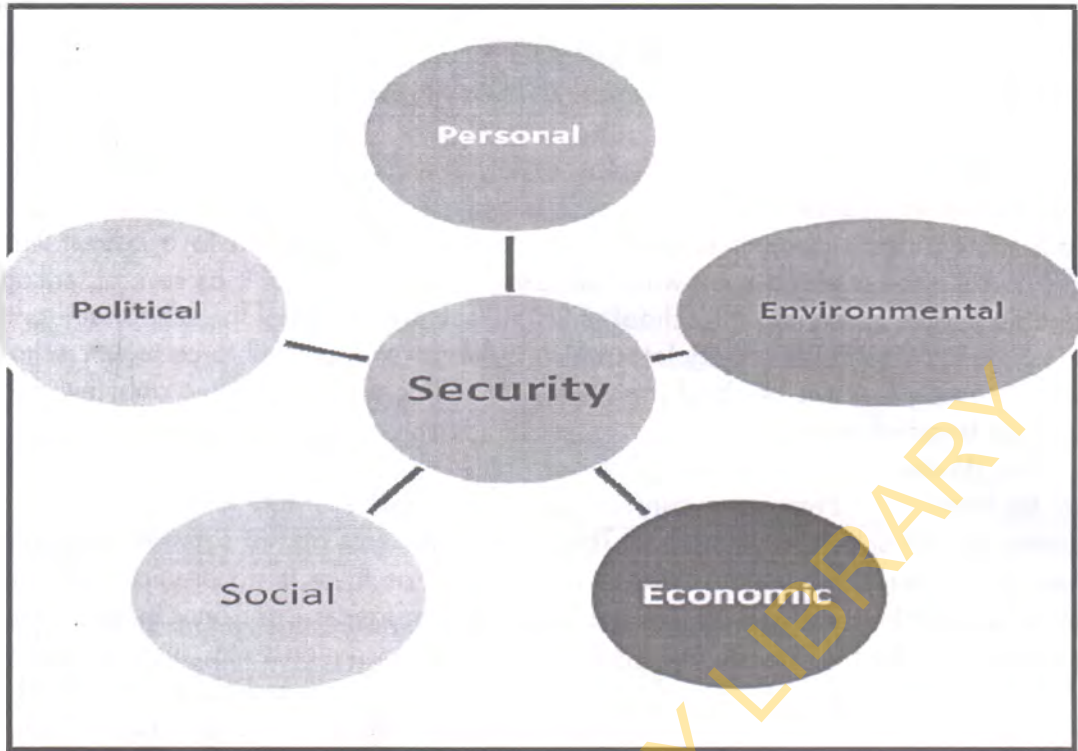 Personal
Political
Environmental
Security
Social
Economic
Y LIBRARY